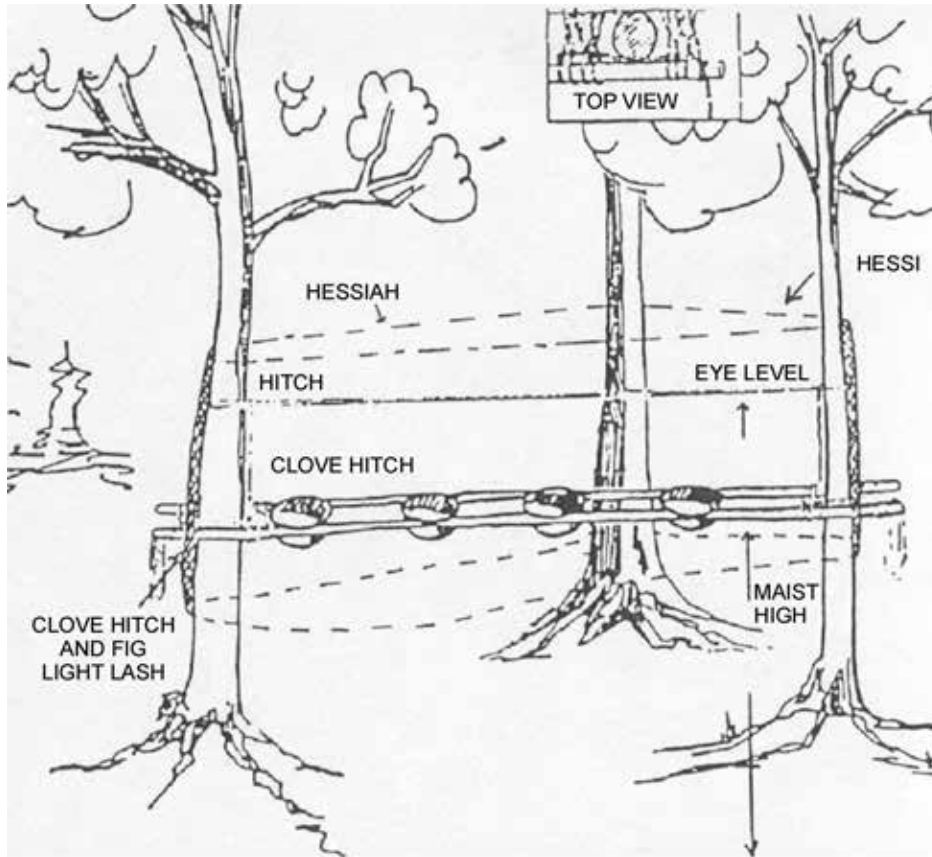 TOP VIEW
HESSI
HESSIAH
HITCH
EYE LEVEL
CLOVE HITCH
MAIST
HIGH
CLOVE HITCH
AND FIG
LIGHT LASH